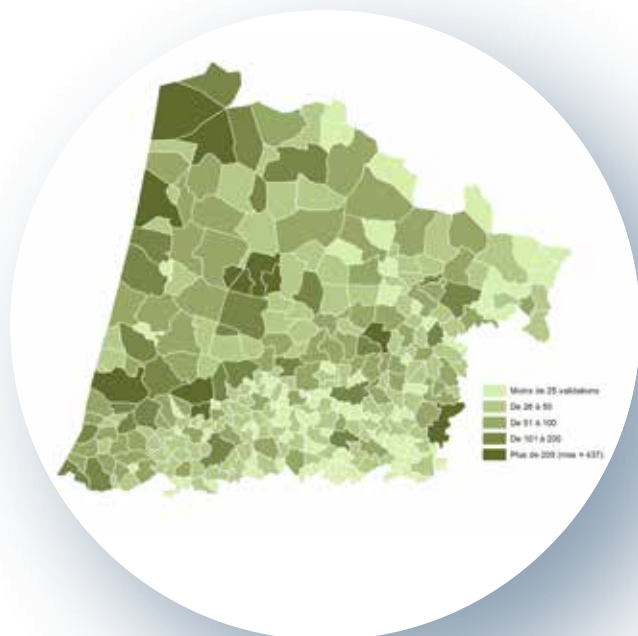 Moins de 25 validations
De 26 à 50
De 51 à 100
De 101 à 200
Plus de 200 (max = 437)